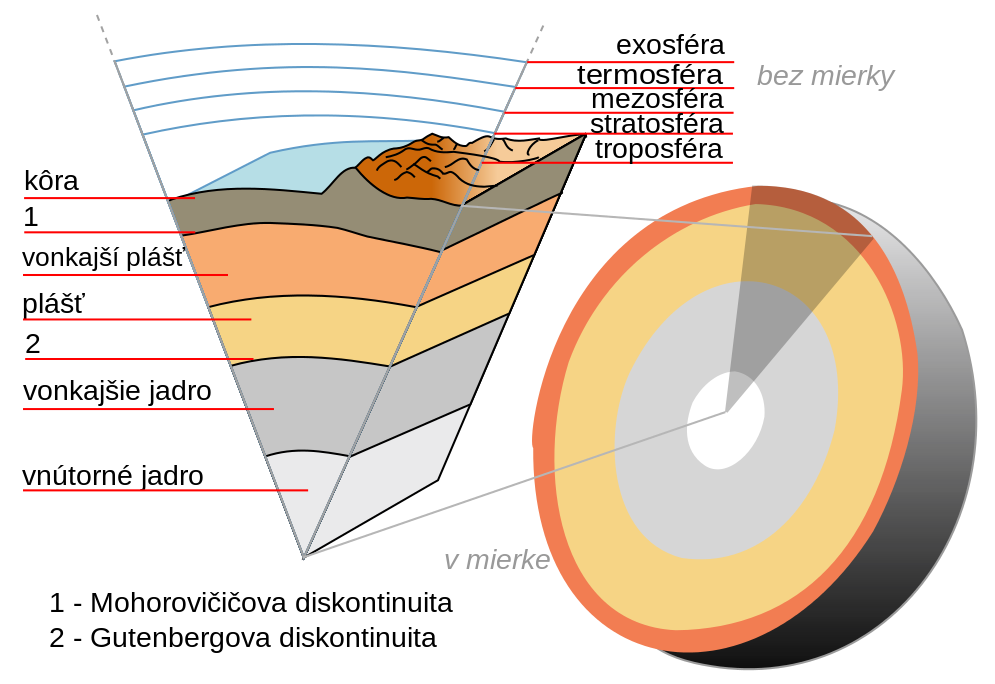 exosféra
termosféra
bez mierky
mezosféra
stratosféra
troposféra
kôra
1
vonkajší plášť
plášť
2
vonkajšie jadro
vnútorné jadro
v mierke
1 - Mohorovičičova diskontinuita
2 - Gutenbergova diskontinuita